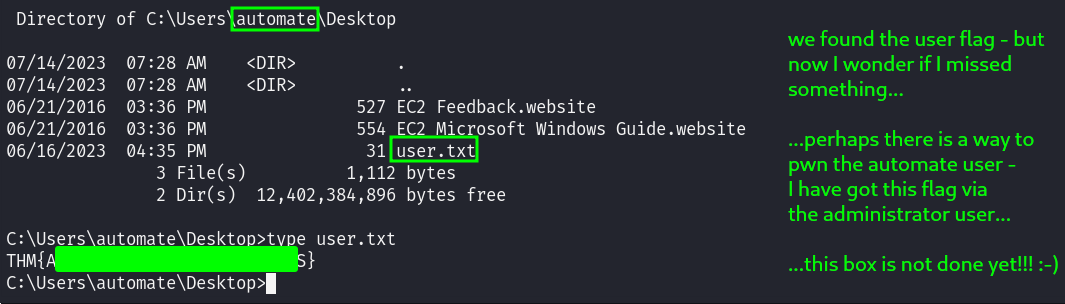 Directory of C:\Users\automate\Desktop
07/14/2023  07:28 AM    <DIR>          .
07/14/2023  07:28 AM    <DIR>          ..
06/21/2016  03:36 PM               527 EC2 Feedback.website
06/21/2016  03:36 PM               554 EC2 Microsoft Windows Guide.website
06/16/2023  04:35 PM                31 user.txt
3 File(s)          1,112 bytes
2 Dir(s)  12,402,384,896 bytes free
C:\Users\automate\Desktop>type user.txt
THM{A S}
C:\Users\automate\Desktop>
we found the user flag - but
now I wonder if I missed
something...
...perhaps there is a way to
pwn the automate user -
I have got this flag via
the administrator user...
...this box is not done yet!!! :-)